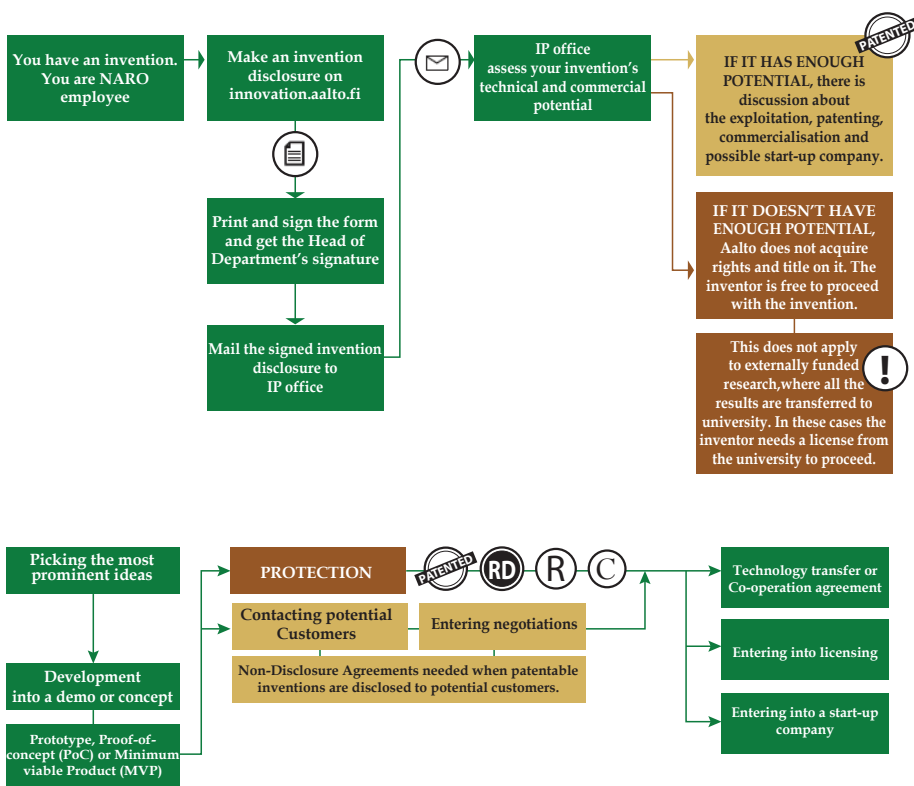 You have an invention.
You are NARO
employee
Make an invention
disclosure on
innovation.aalto.fi
Print and sign the form
and get the Head of
Department's signature
Mail the signed invention
disclosure to
IP office
IP office
assess your invention's
technical and commercial
potential
PATENTED
IF IT HAS ENOUGH
POTENTIAL, there is
discussion about
the exploitation, patenting,
commercialisation and
possible start-up company.
IF IT DOESN'T HAVE
ENOUGH POTENTIAL,
Aalto does not acquire
rights and title on it. The
inventor is free to proceed
with the invention.
This does not apply
to externally funded
research,where all the
results are transferred to
university. In these cases the
inventor needs a license from
the university to proceed.
!
Picking the most
prominent ideas
Development
into a demo or concept
Prototype, Proof-of-
concept (PoC) or Minimum
viable Product (MVP)
PROTECTION
PATENTED
RD
R
C
Contacting potential
Customers
Entering negotiations
Non-Disclosure Agreements needed when patentable
inventions are disclosed to potential customers.
Technology transfer or
Co-operation agreement
Entering into licensing
Entering into a start-up
company